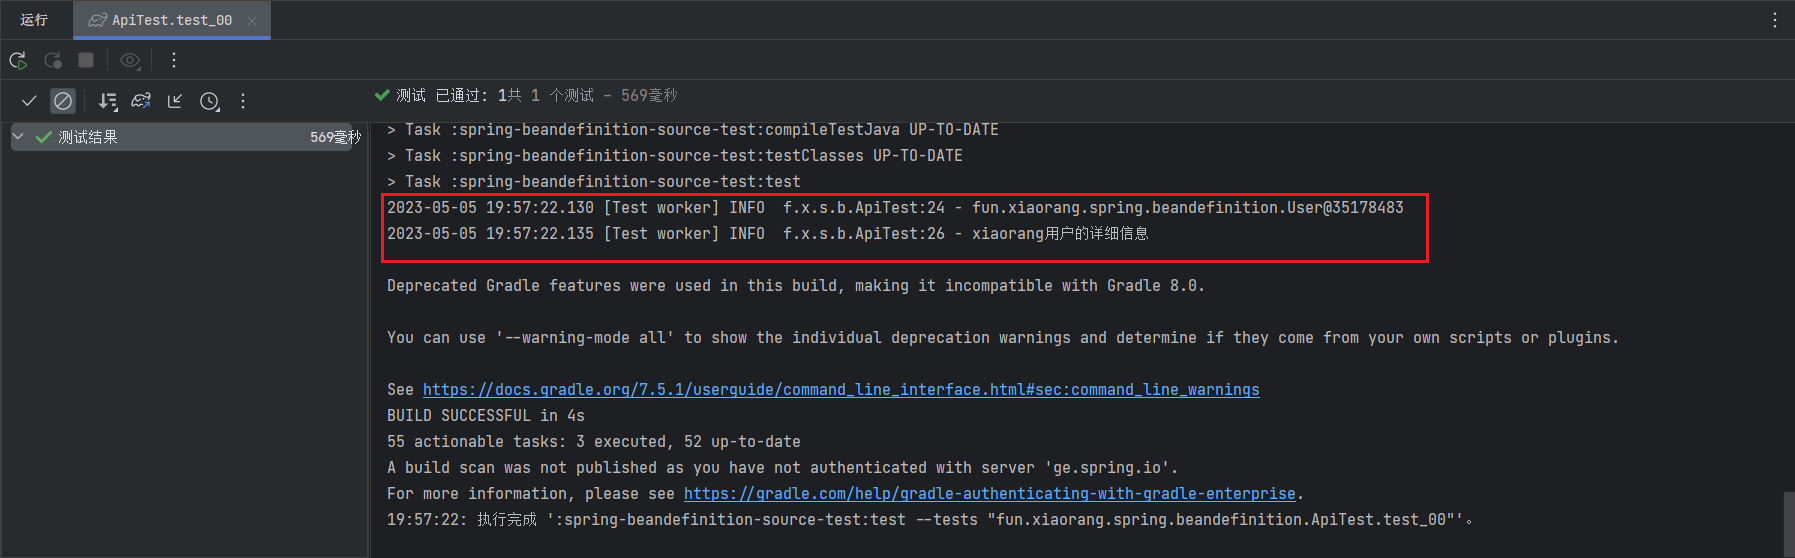 运行
ApiTest.test_00
测试 已通过: 1共 1 个测试 – 569毫秒
测试结果 569毫秒
> Task :spring-beandefinition-source-test:compileTestJava UP-TO-DATE
> Task :spring-beandefinition-source-test:testClasses UP-TO-DATE
> Task :spring-beandefinition-source-test:test
2023-05-05 19:57:22.130 [Test worker] INFO  f.x.s.b.ApiTest:24 - fun.xiaorang.spring.beandefinition.User@35178483
2023-05-05 19:57:22.135 [Test worker] INFO  f.x.s.b.ApiTest:26 - xiaorang用户的详细信息
Deprecated Gradle features were used in this build, making it incompatible with Gradle 8.0.
You can use '--warning-mode all' to show the individual deprecation warnings and determine if they come from your own scripts or plugins.
See https://docs.gradle.org/7.5.1/userguide/command_line_interface.html#sec:command_line_warnings
BUILD SUCCESSFUL in 4s
55 actionable tasks: 3 executed, 52 up-to-date
A build scan was not published as you have not authenticated with server 'ge.spring.io'.
For more information, please see https://gradle.com/help/gradle-authenticating-with-gradle-enterprise.
19:57:22: 执行完成 ':spring-beandefinition-source-test:test --tests "fun.xiaorang.spring.beandefinition.ApiTest.test_00"'。